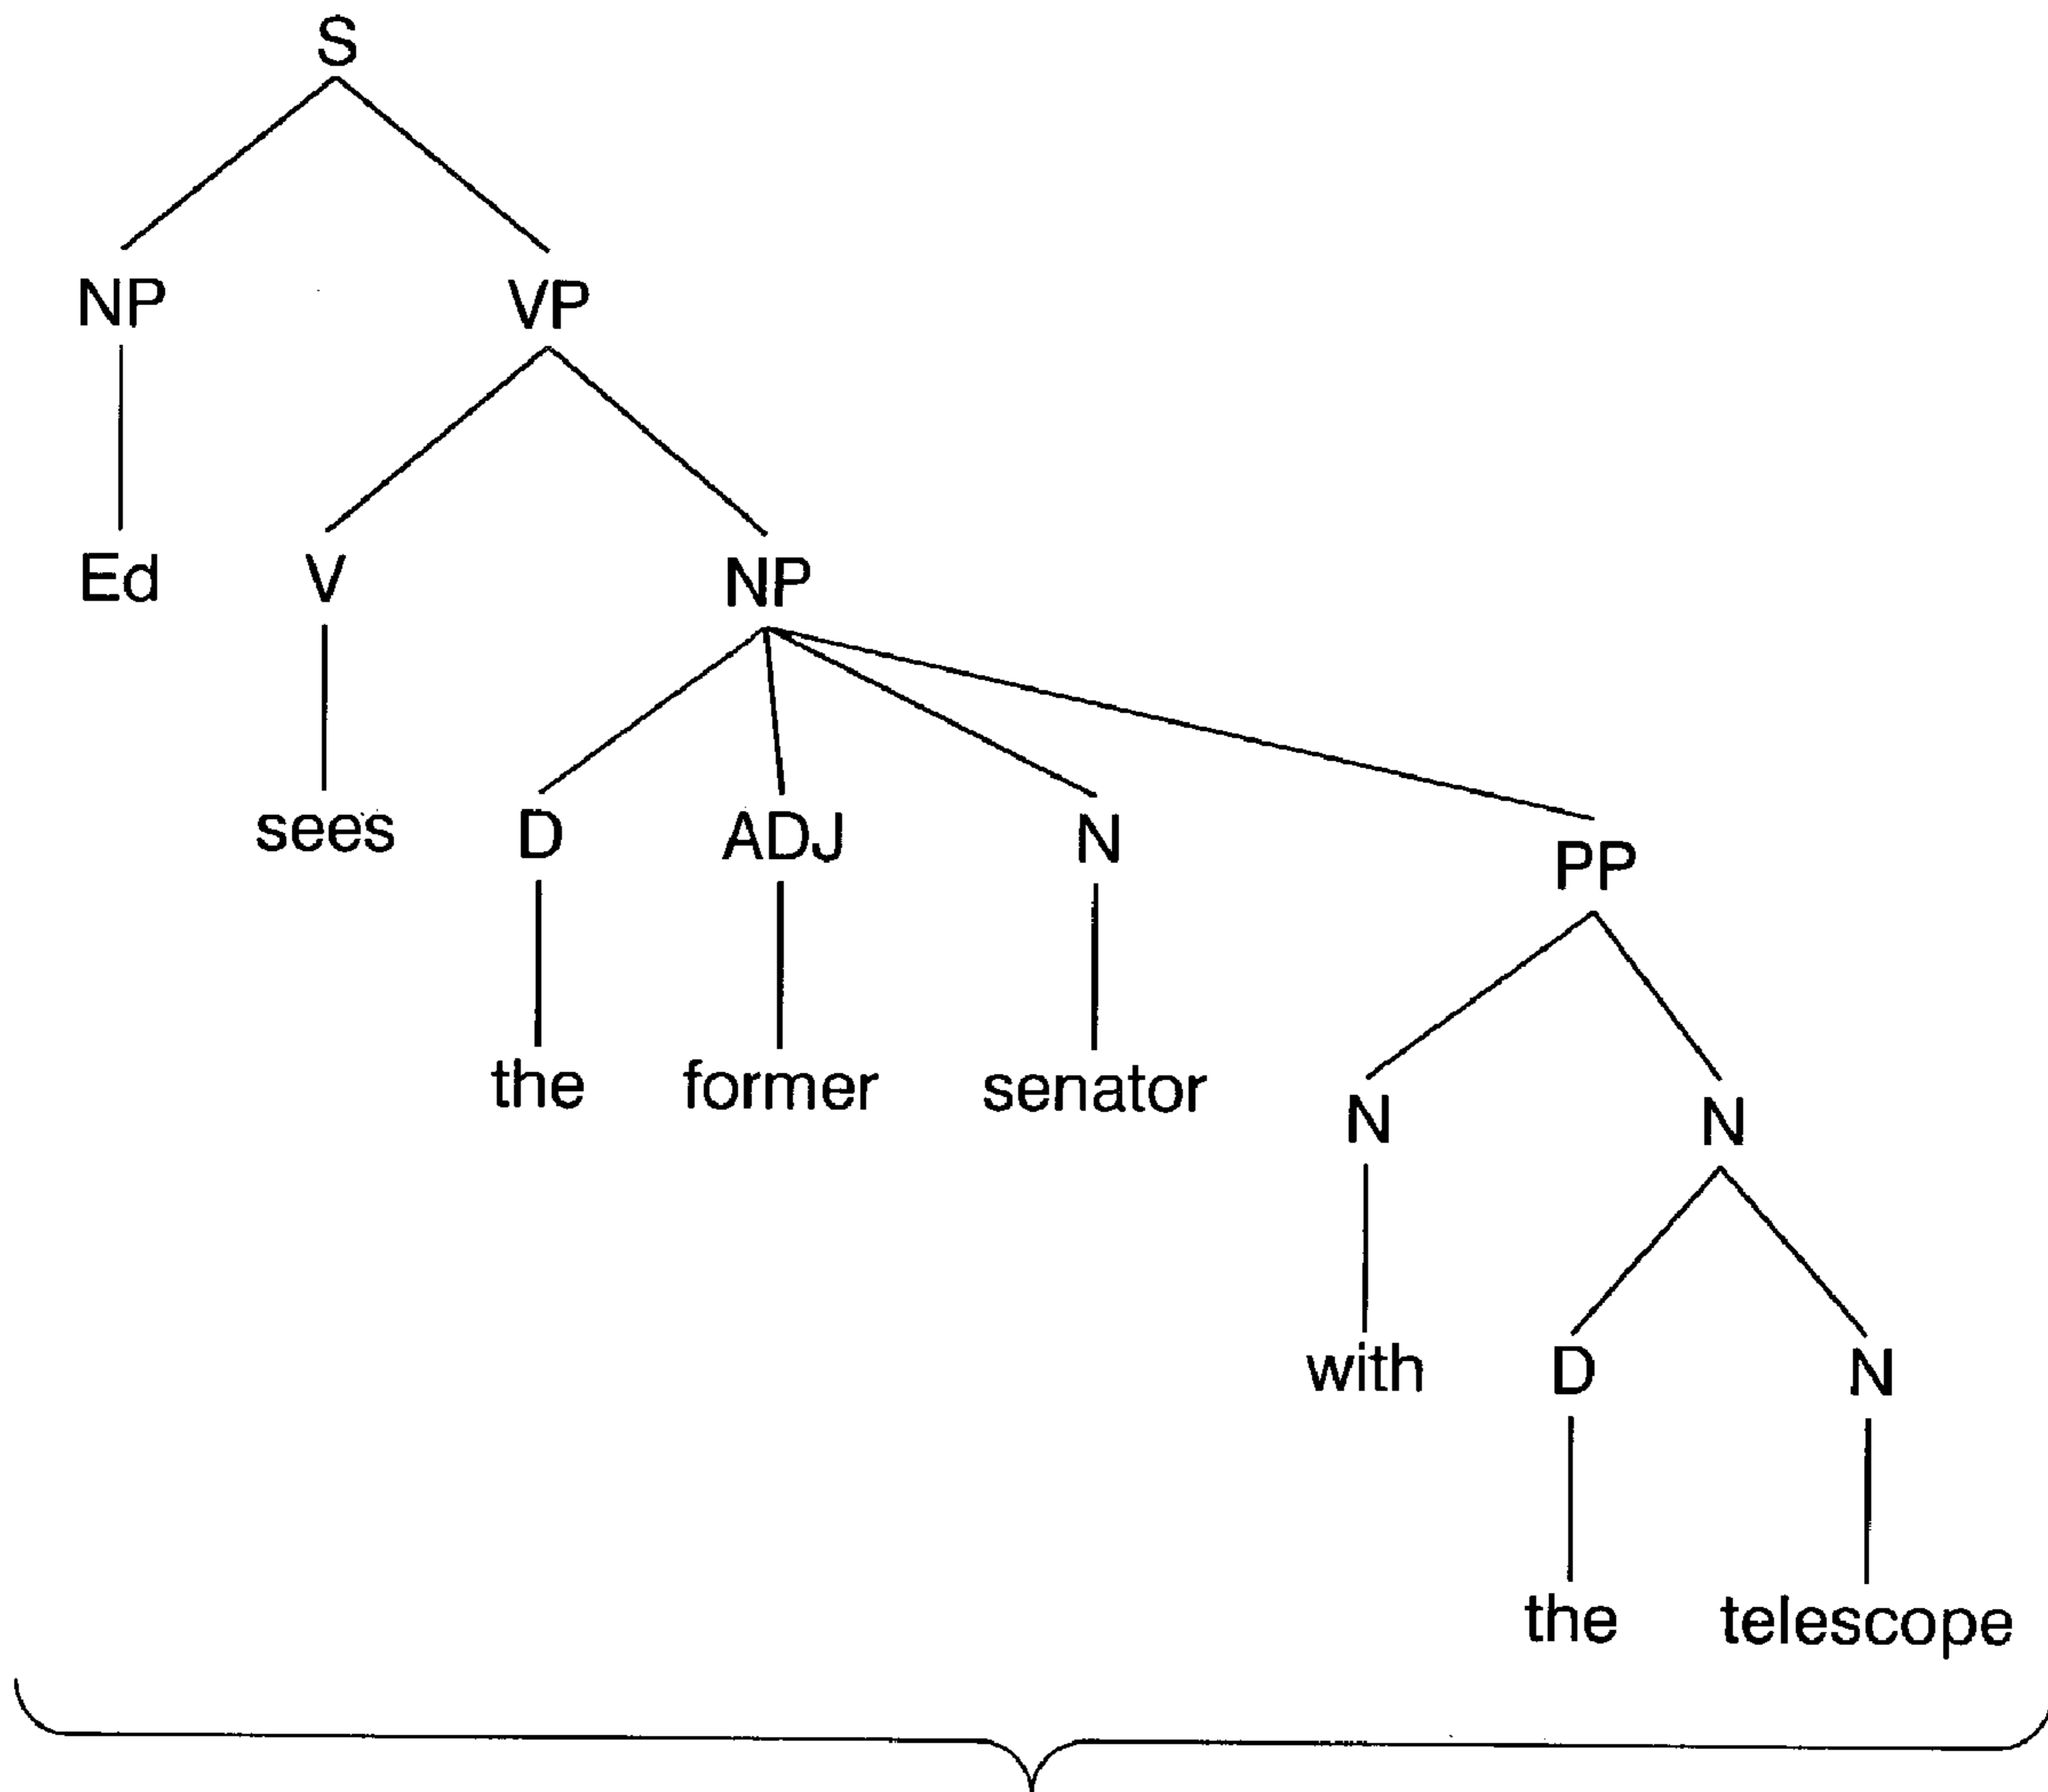 S
NP VP
Ed V NP
sees D ADJ N PP
the former senator N N
with D N
the telescope